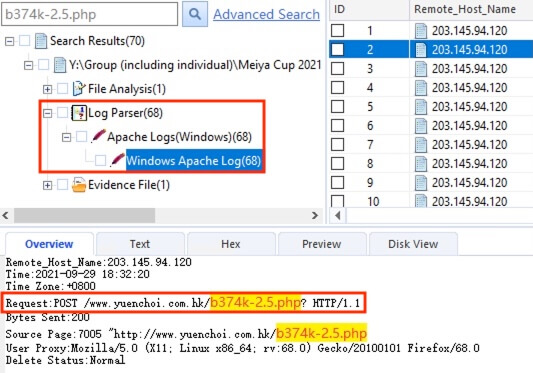 b374k-2.5.php
Advanced Search
Search Results(70)
Y:\Group (including individual)\Meiya Cup 2021
File Analysis(1)
Log Parser(68)
Apache Logs(Windows)(68)
Windows Apache Log(68)
Evidence File(1)
ID Remote_Host_Name
1 203.145.94.120
2 203.145.94.120
3 203.145.94.120
4 203.145.94.120
5 203.145.94.120
6 203.145.94.120
7 203.145.94.120
8 203.145.94.120
9 203.145.94.120
10 203.145.94.120
Overview Text Hex Preview Disk View
Remote_Host_Name:203.145.94.120
Time:2021-09-29 18:32:20
Time Zone:+0800
Request:POST /www.yuenchoi.com.hk/b374k-2.5.php? HTTP/1.1
Bytes Sent:200
Source Page:7005 "http://www.yuenchoi.com.hk/b374k-2.5.php
User Proxy:Mozilla/5.0 (X11; Linux x86_64; rv:68.0) Gecko/20100101 Firefox/68.0
Delete Status:Normal